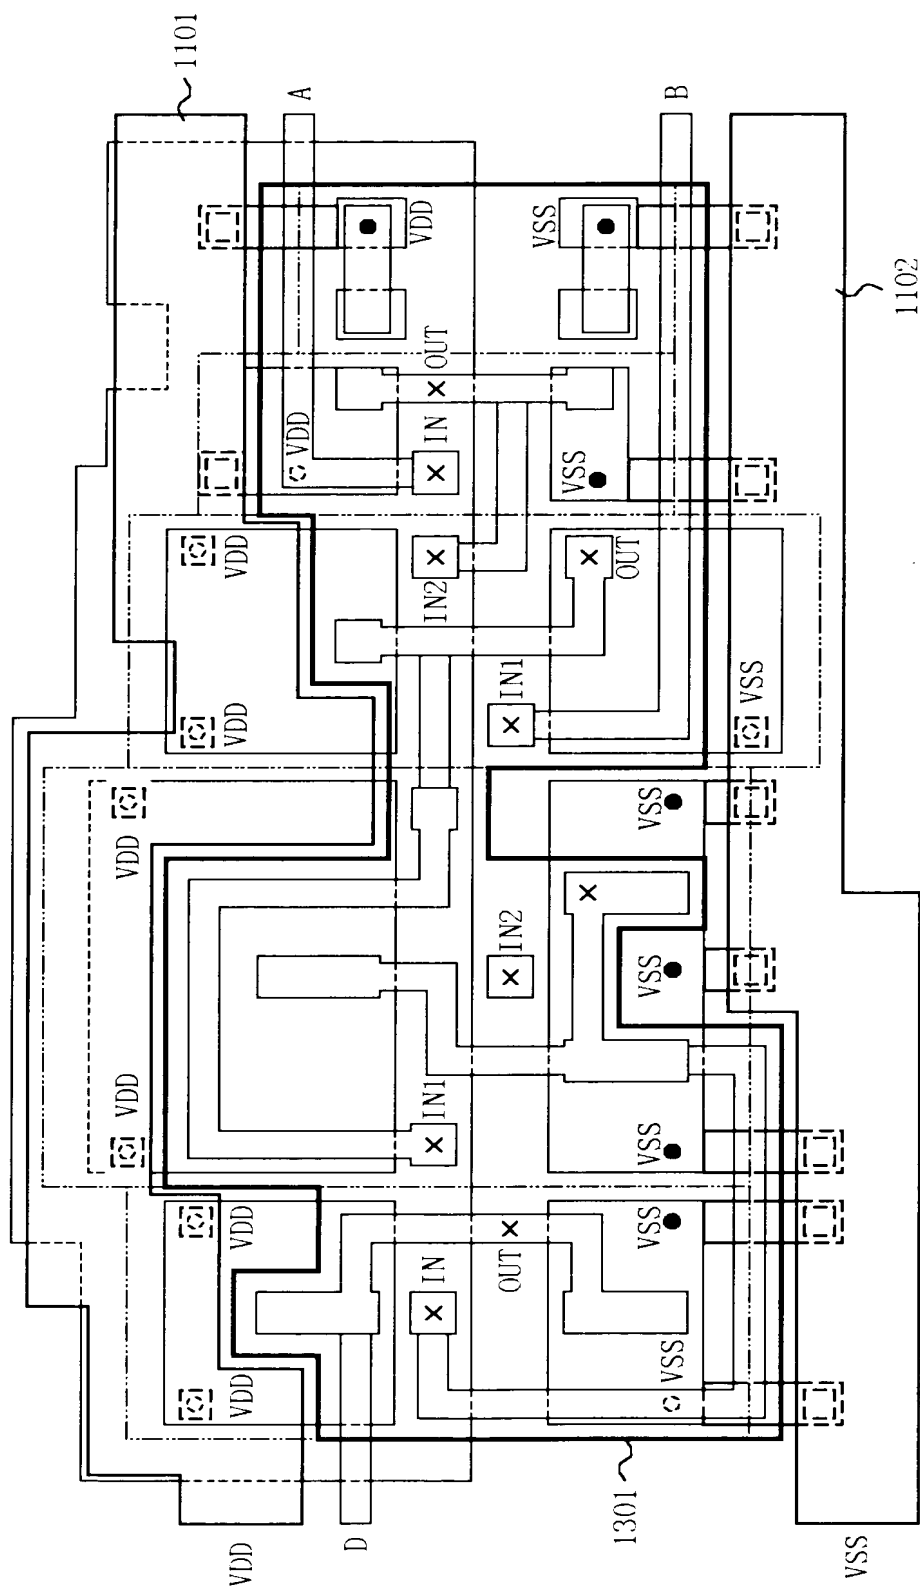 VDD
VDD
1101
VDD
VDD
VDD
VDD
VDD
VDD
A
D
VDD
IN
IN1
IN2
IN
OUT
OUT
IN2
IN1
VSS
VSS
OUT
1301
VSS
VSS
VSS
VSS
VSS
B
VSS
VSS
1102